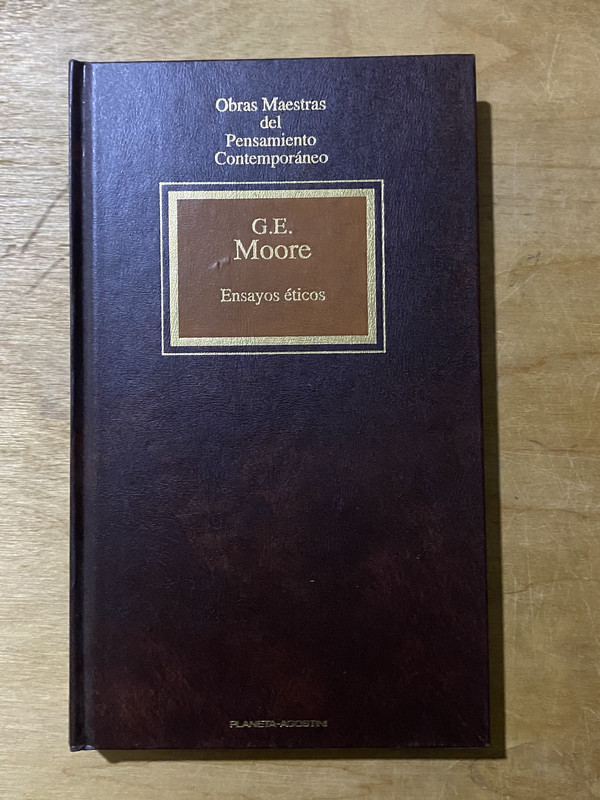 Obras Maestras
del
Pensamiento
Contemporáneo
G.E.
Moore
Ensayos éticos
PLANETA-AGOSTINI